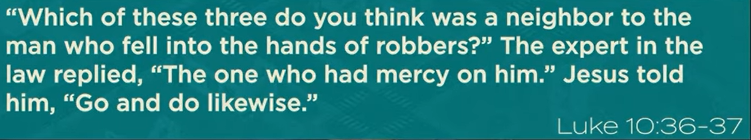 “Which of these three do you think was a neighbor to the
man who fell into the hands of robbers?” The expert in the
law replied, “The one who had mercy on him.” Jesus told
him, “Go and do likewise.”
Luke 10:36-37